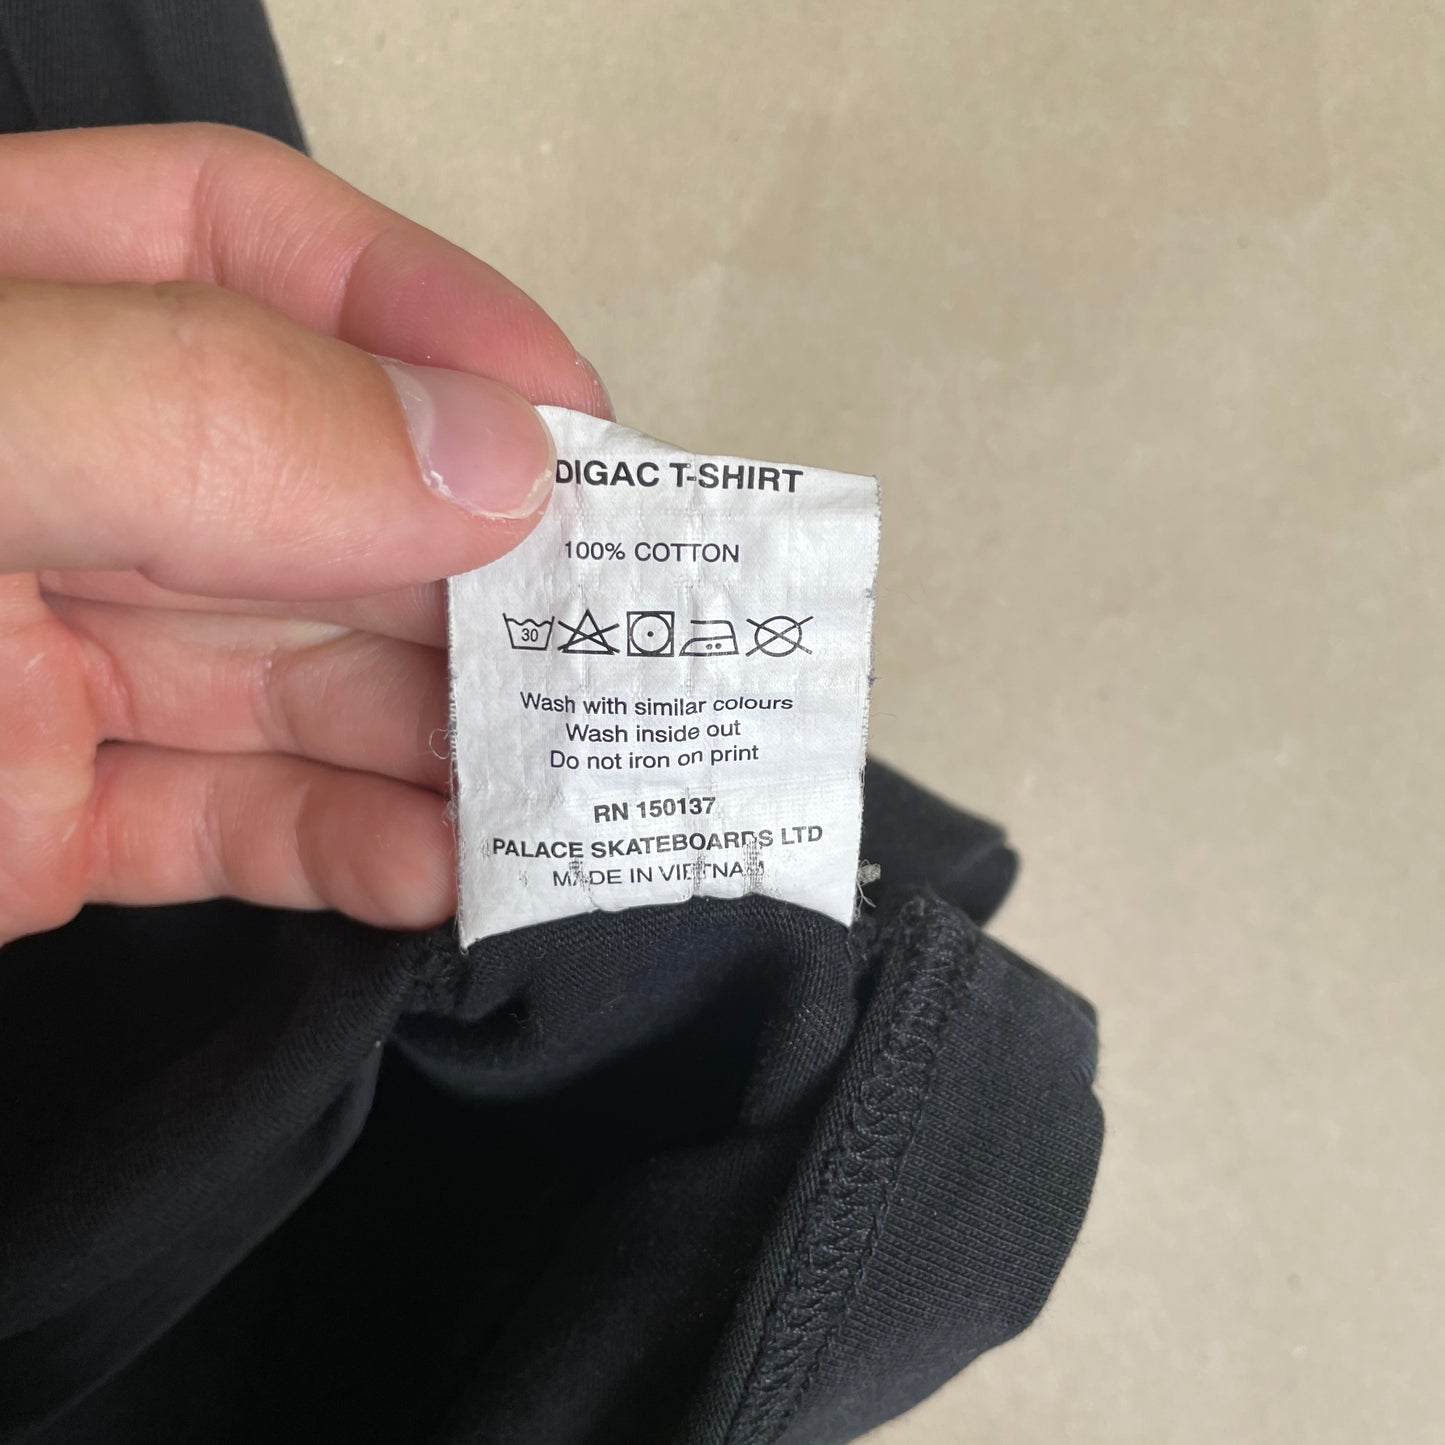 DIGAC T-SHIRT
100% COTTON
30
Wash with similar colours
Wash inside out
Do not iron on print
RN 150137
PALACE SKATEBOARDS LTD
MADE IN VIETNAM